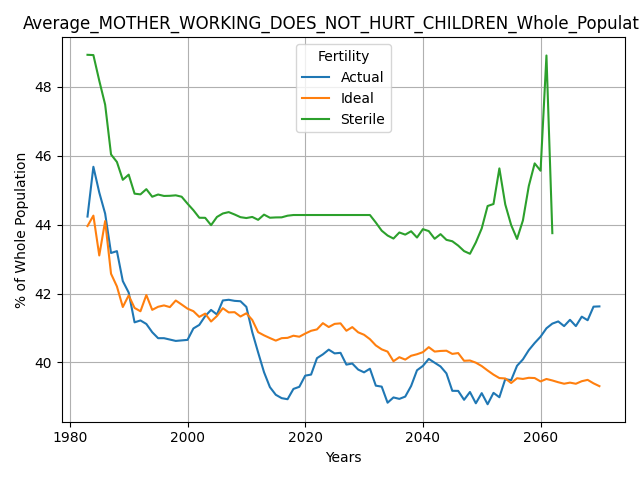 Average_MOTHER_WORKING_DOES_NOT_HURT_CHILDREN_Whole_Populat
Fertility
Actual
Ideal
Sterile
% of Whole Population
48
46
44
42
40
1980
2000
2020
2040
2060
Years